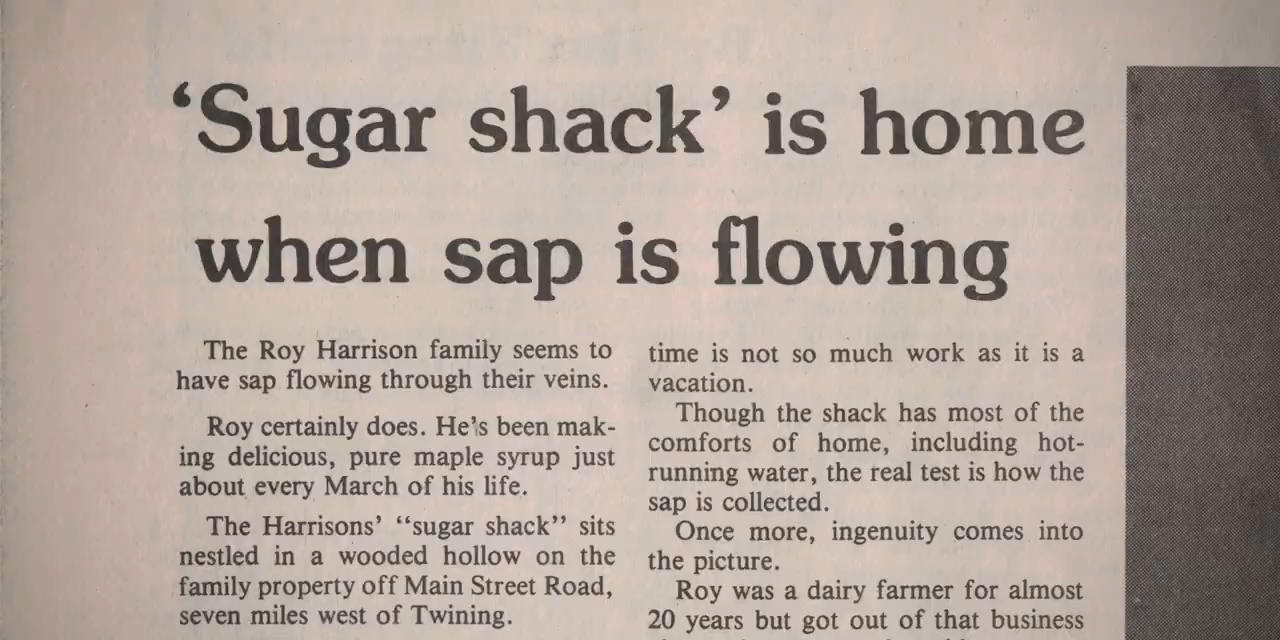 ‘Sugar shack’ is home
when sap is flowing
The Roy Harrison family seems to
have sap flowing through their veins.
Roy certainly does. He's been mak-
ing delicious, pure maple syrup just
about every March of his life.
The Harrisons’ “sugar shack” sits
nestled in a wooded hollow on the
family property off Main Street Road,
seven miles west of Twining.
time is not so much work as it is a
vacation.
Though the shack has most of the
comforts of home, including hot-
running water, the real test is how the
sap is collected.
Once more, ingenuity comes into
the picture.
Roy was a dairy farmer for almost
20 years but got out of that business